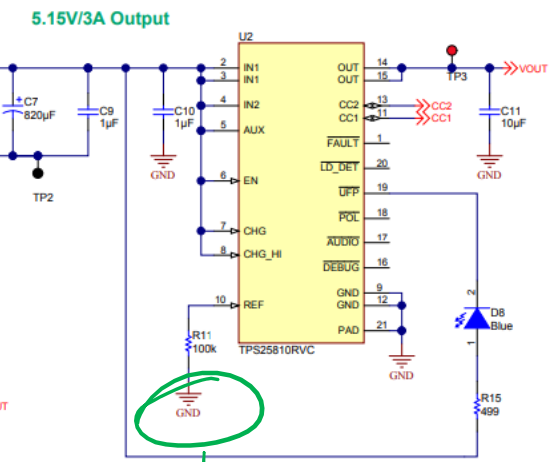 5.15V/3A Output
U2
2 IN1 OUT 14
3 IN1 OUT 15
TP3
VOUT
C7
820µF
C9
1µF
C10
1µF
4 IN2 CC2 13 CC2
CC1 11 CC1
C11
10µF
5 AUX
FAULT 1
GND
GND
LD_DET 20
TP2
6 EN UFP 19
POL 18
7 CHG AUDIO 17
8 CHG_HI DEBUG 16
GND 9
10 REF GND 12
2
D8
Blue
1
PAD 21
R11
100k
TPS25810RVC
GND
R15
499
GND